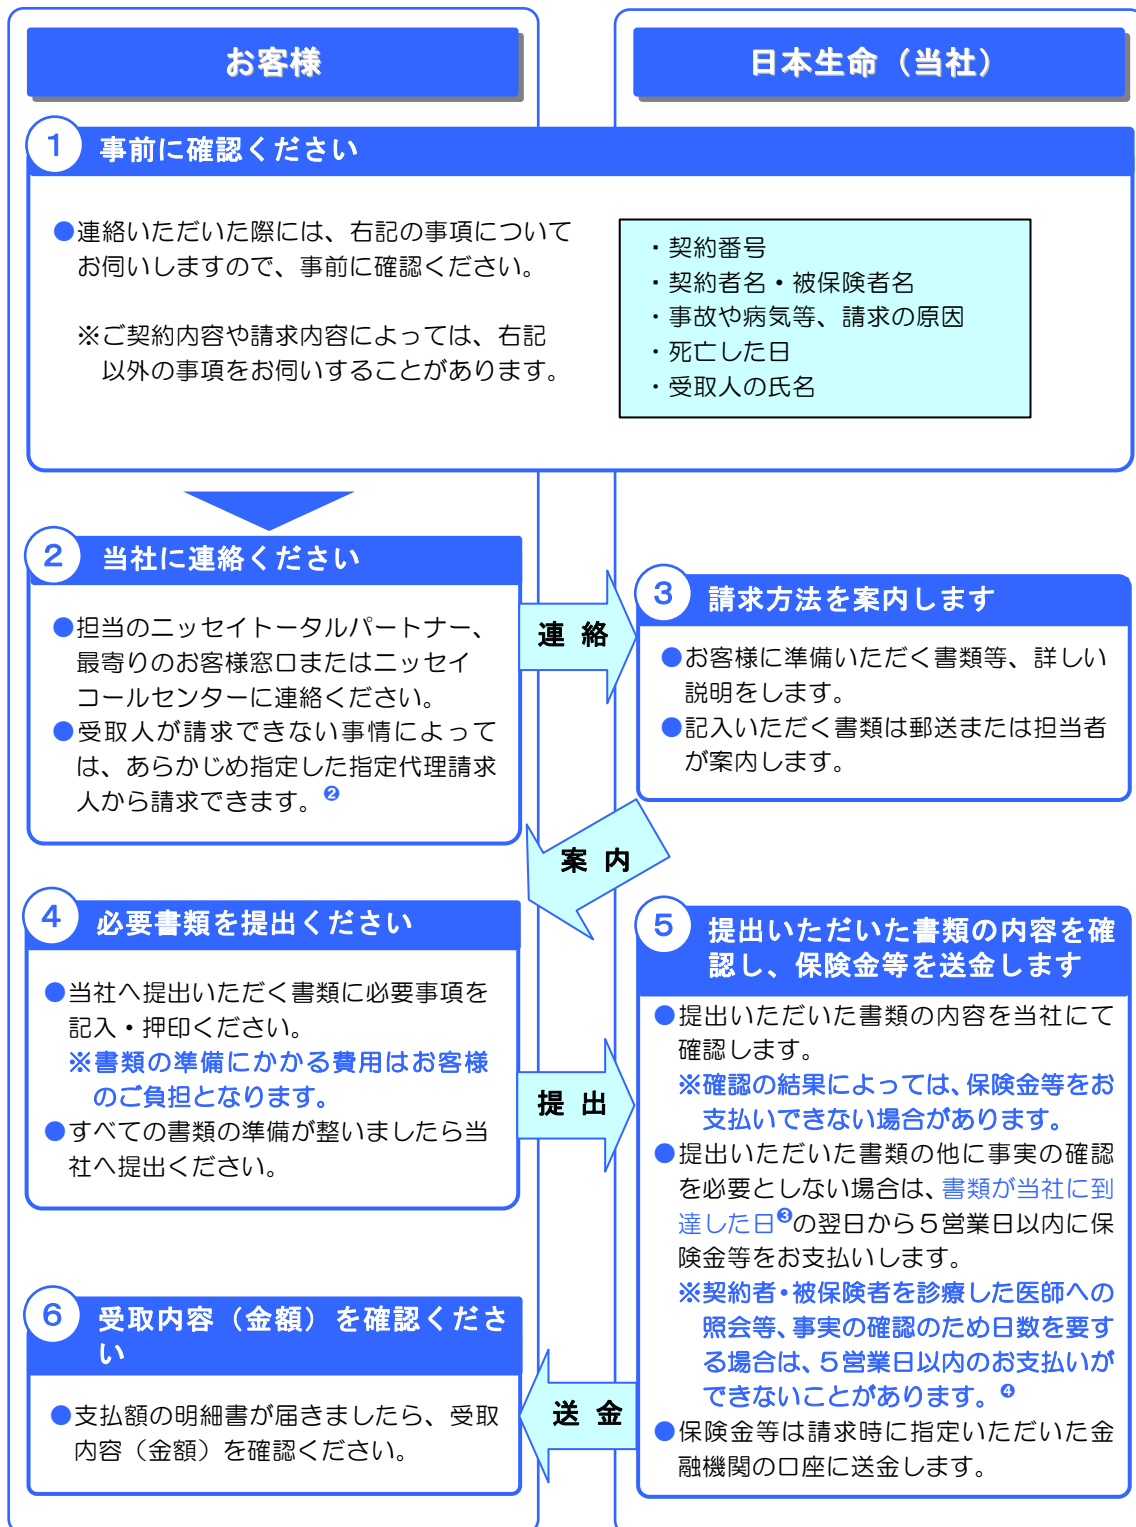 お客様
日本生命（当社）
1 事前に確認ください
●連絡いただいた際には、右記の事項について
お伺いしますので、事前に確認ください。
※ご契約内容や請求内容によっては、右記
以外の事項をお伺いすることがあります。
・契約番号
・契約者名・被保険者名
・事故や病気等、請求の原因
・死亡した日
・受取人の氏名
2 当社に連絡ください
●担当のニッセイトータルパートナー、
最寄りのお客様窓口またはニッセイ
コールセンターに連絡ください。
●受取人が請求できない事情によって
は、あらかじめ指定した指定代理請求
人から請求できます。❷
連 絡
3 請求方法を案内します
●お客様に準備いただく書類等、詳しい
説明をします。
●記入いただく書類は郵送または担当者
が案内します。
案 内
4 必要書類を提出ください
●当社へ提出いただく書類に必要事項を
記入・押印ください。
※書類の準備にかかる費用はお客様
のご負担となります。
●すべての書類の準備が整いましたら当
社へ提出ください。
提 出
5 提出いただいた書類の内容を確
認し、保険金等を送金します
●提出いただいた書類の内容を当社にて
確認します。
※確認の結果によっては、保険金等をお
支払いできない場合があります。
●提出いただいた書類の他に事実の確認
を必要としない場合は、書類が当社に到
達した日❸の翌日から５営業日以内に保
険金等をお支払いします。
※契約者・被保険者を診療した医師への
照会等、事実の確認のため日数を要す
る場合は、５営業日以内のお支払いが
できないことがあります。❹
●保険金等は請求時に指定いただいた金
融機関の口座に送金します。
送 金
6 受取内容（金額）を確認くださ
い
●支払額の明細書が届きましたら、受取
内容（金額）を確認ください。